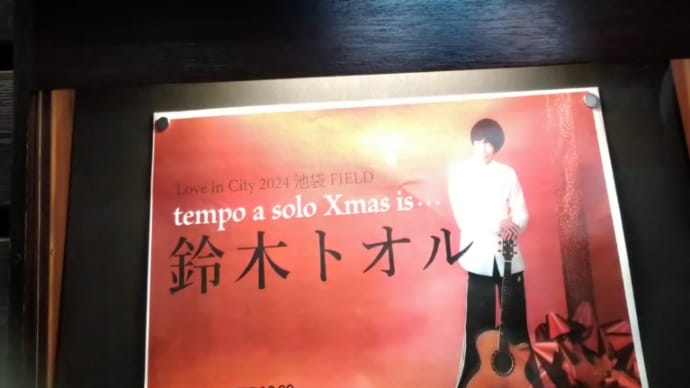 Love in City 2024 池袋 FIELD
tempo a solo Xmas is…
鈴木トオル